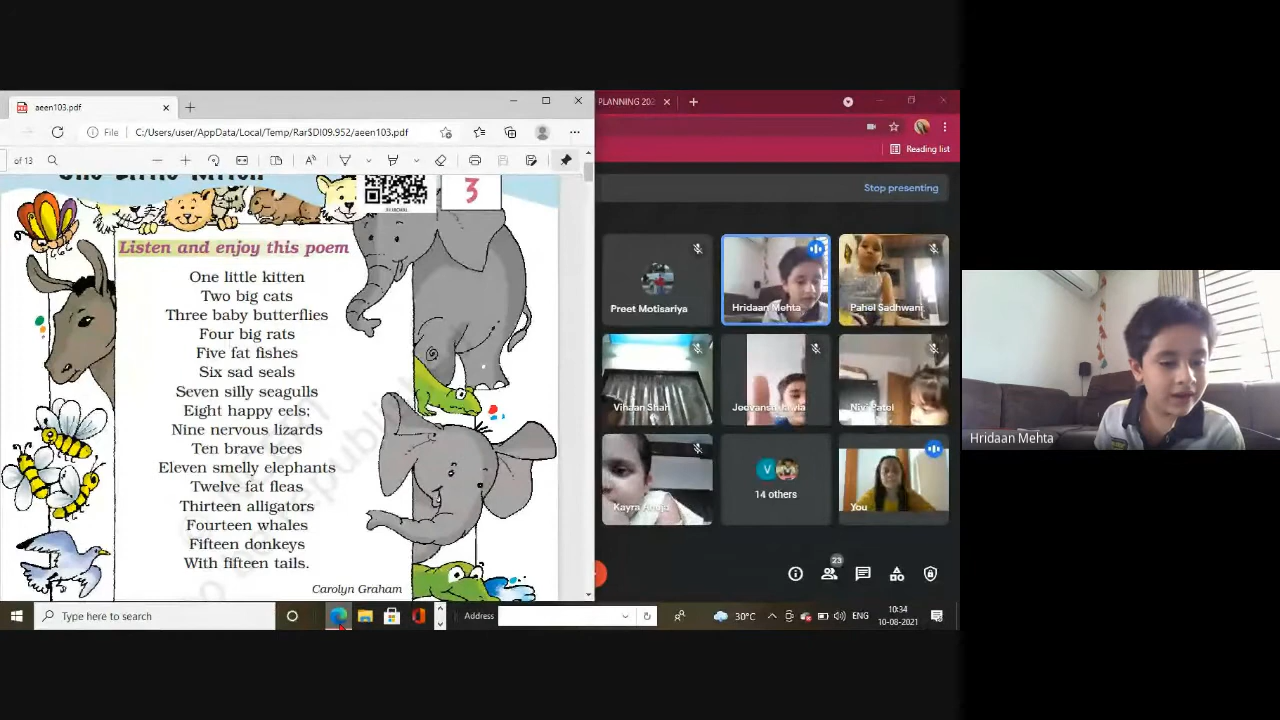 aeen103.pdf
File
C:/Users/user/AppData/Local/Temp/RarSDI09.952/aeen103.pdf
of 13
3
Listen and enjoy this poem
One little kitten
Two big cats
Three baby butterflies
Four big rats
Five fat fishes
Six sad seals
Seven silly seagulls
Eight happy eels;
Nine nervous lizards
Ten brave bees
Eleven smelly elephants
Twelve fat fleas
Thirteen alligators
Fourteen whales
Fifteen donkeys
With fifteen tails.
Carolyn Graham
PLANNING 202
Reading list
Stop presenting
Preet Motisariya
Hridaan Mehta
Pahel Sadhwani
Vihaan Shah
Jeevansh
Nivi Patel
Kayra
V
14 others
You
23
Hridaan Mehta
Type here to search
Address
30°C
ENG
10:34
10-08-2021